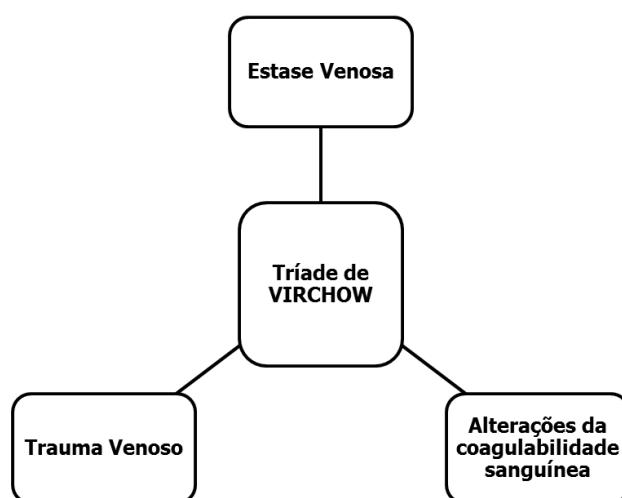 Estase Venosa
Tríade de
VIRCHOW
Trauma Venoso
Alterações da
coagulabilidade
sanguínea